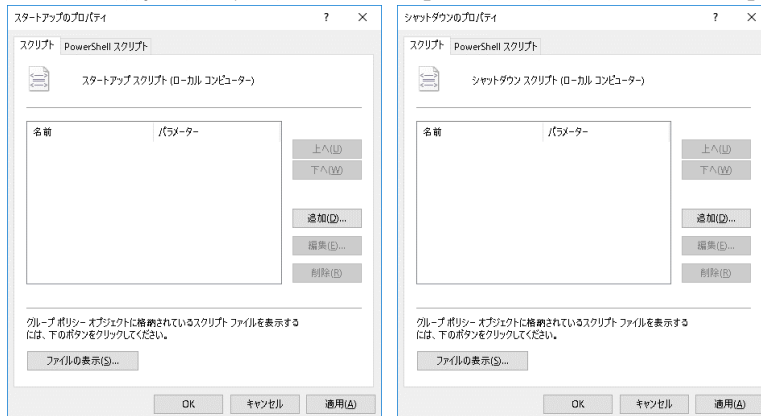 スタートアップのプロパティ
? ×
スクリプト PowerShell スクリプト
スタートアップ スクリプト (ローカル コンピューター)
名前 パラメーター
上へ(U)
下へ(W)
追加(D)...
編集(E)...
削除(R)
グループ ポリシー オブジェクトに格納されているスクリプト ファイルを表示する
には、下のボタンをクリックしてください。
ファイルの表示(S)...
OK キャンセル 適用(A)
シャットダウンのプロパティ
? ×
スクリプト PowerShell スクリプト
シャットダウン スクリプト (ローカル コンピューター)
名前 パラメーター
上へ(U)
下へ(W)
追加(D)...
編集(E)...
削除(R)
グループ ポリシー オブジェクトに格納されているスクリプト ファイルを表示する
には、下のボタンをクリックしてください。
ファイルの表示(S)...
OK キャンセル 適用(A)